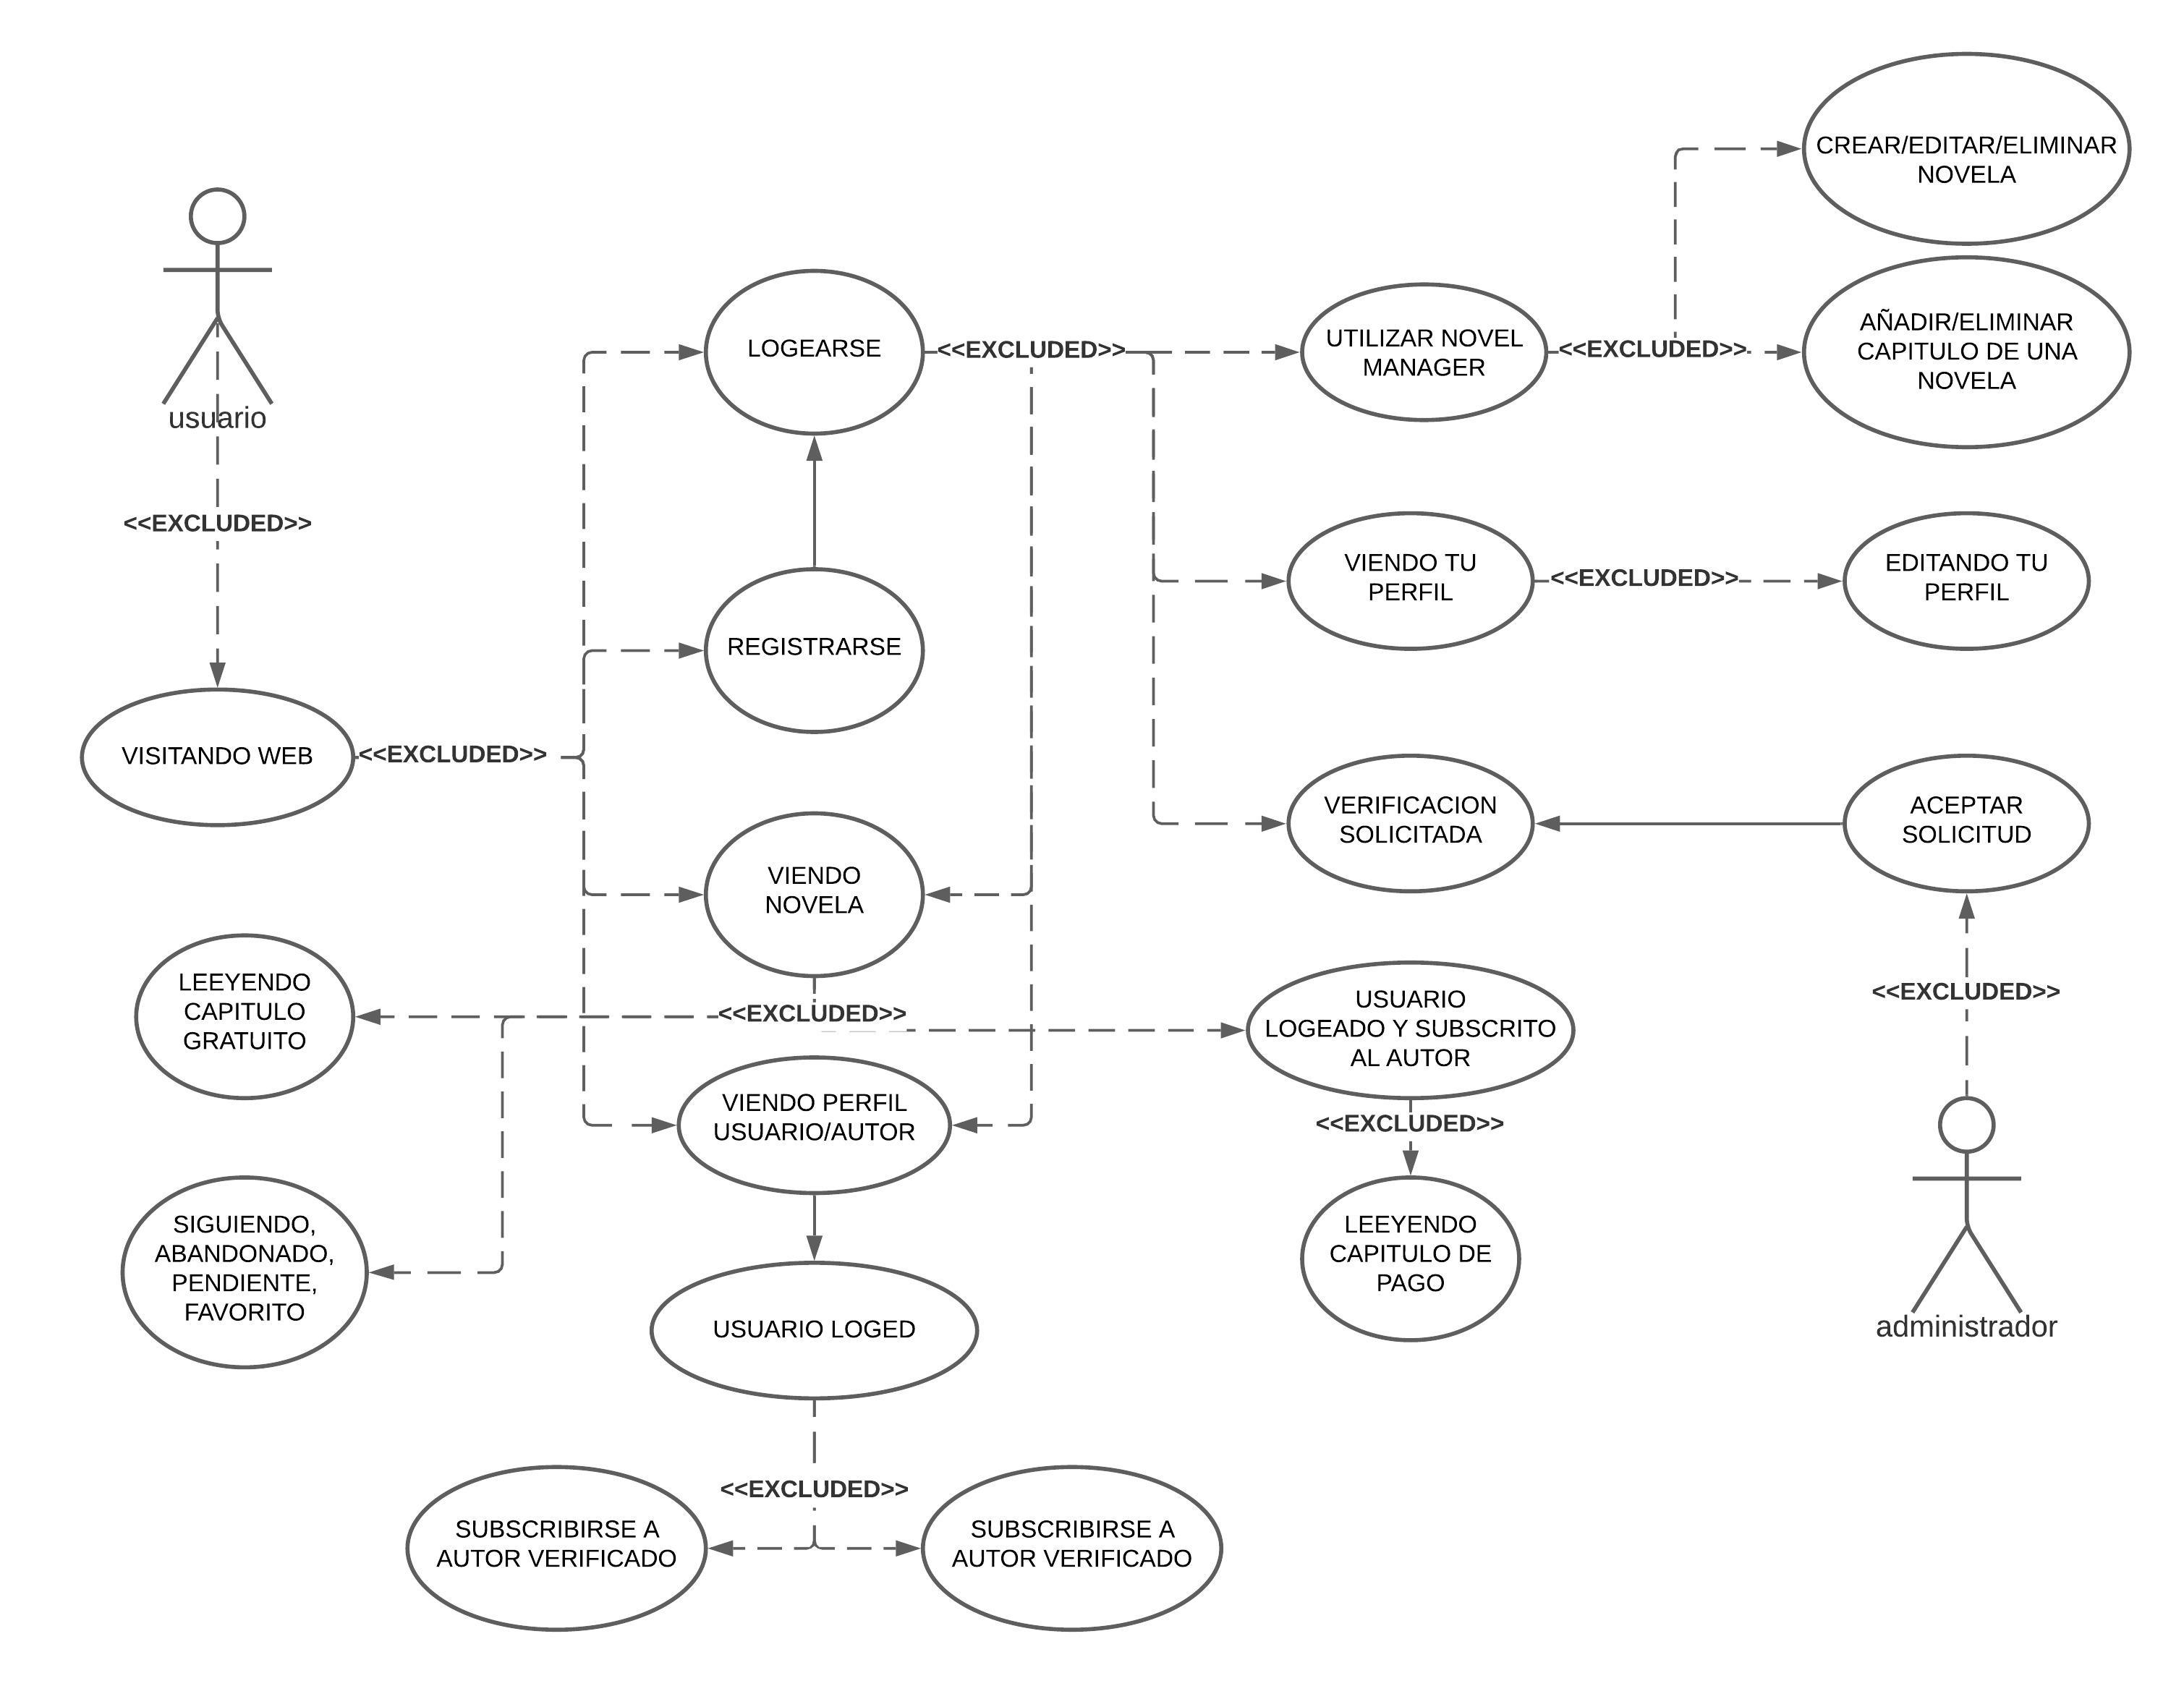 CREAR/EDITAR/ELIMINAR
NOVELA
usuario
LOGEARSE
<<EXCLUDED>>
UTILIZAR NOVEL
MANAGER
<<EXCLUDED>>
AÑADIR/ELIMINAR
CAPITULO DE UNA
NOVELA
<<EXCLUDED>>
REGISTRARSE
VIENDO TU
PERFIL
<<EXCLUDED>>
EDITANDO TU
PERFIL
VISITANDO WEB
<<EXCLUDED>>
VERIFICACION
SOLICITADA
ACEPTAR
SOLICITUD
VIENDO
NOVELA
LEEYENDO
CAPITULO
GRATUITO
<<EXCLUDED>>
USUARIO
LOGEADO Y SUBSCRITO
AL AUTOR
<<EXCLUDED>>
VIENDO PERFIL
USUARIO/AUTOR
<<EXCLUDED>>
SIGUIENDO,
ABANDONADO,
PENDIENTE,
FAVORITO
LEEYENDO
CAPITULO DE
PAGO
administrador
USUARIO LOGED
<<EXCLUDED>>
SUBSCRIBIRSE A
AUTOR VERIFICADO
SUBSCRIBIRSE A
AUTOR VERIFICADO